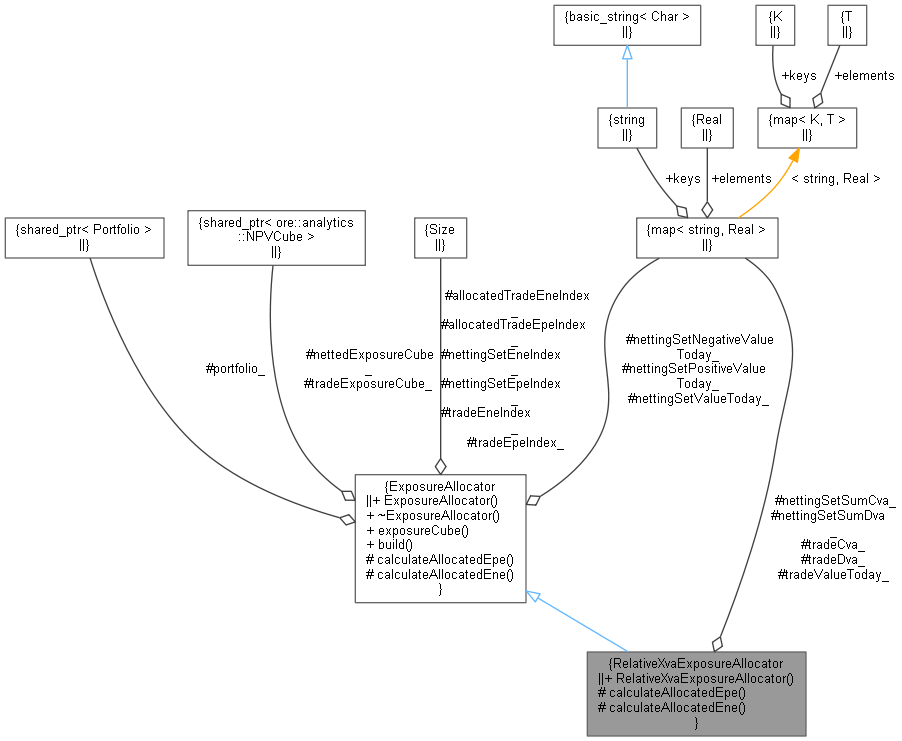 {basic_string< Char >
||}
{K
||}
{T
||}
+keys
+elements
{string
||}
{Real
||}
{map< K, T >
||}
+keys
+elements
< string, Real >
{shared_ptr< Portfolio >
||}
{shared_ptr< ore::analytics
::NPVCube >
||}
{Size
||}
{map< string, Real >
||}
#portfolio_
#nettedExposureCube
_
#tradeExposureCube_
#allocatedTradeEneIndex
_
#allocatedTradeEpeIndex
_
#nettingSetEneIndex
_
#nettingSetEpeIndex
_
#tradeEneIndex
_
#tradeEpeIndex_
#nettingSetNegativeValue
Today_
#nettingSetPositiveValue
Today_
#nettingSetValueToday_
{ExposureAllocator
||+ ExposureAllocator()
+ ~ExposureAllocator()
+ exposureCube()
+ build()
# calculateAllocatedEpe()
# calculateAllocatedEne()
}
#nettingSetSumCva_
#nettingSetSumDva
_
#tradeCva_
#tradeDva_
#tradeValueToday_
{RelativeXvaExposureAllocator
||+ RelativeXvaExposureAllocator()
# calculateAllocatedEpe()
# calculateAllocatedEne()
}